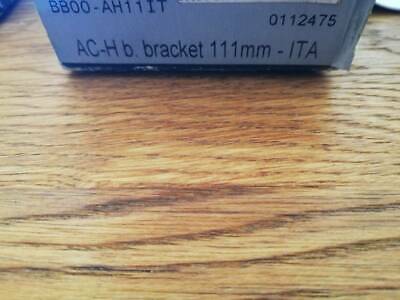 BB00-AH11IT
0112475
AC-H b. bracket 111mm - ITA